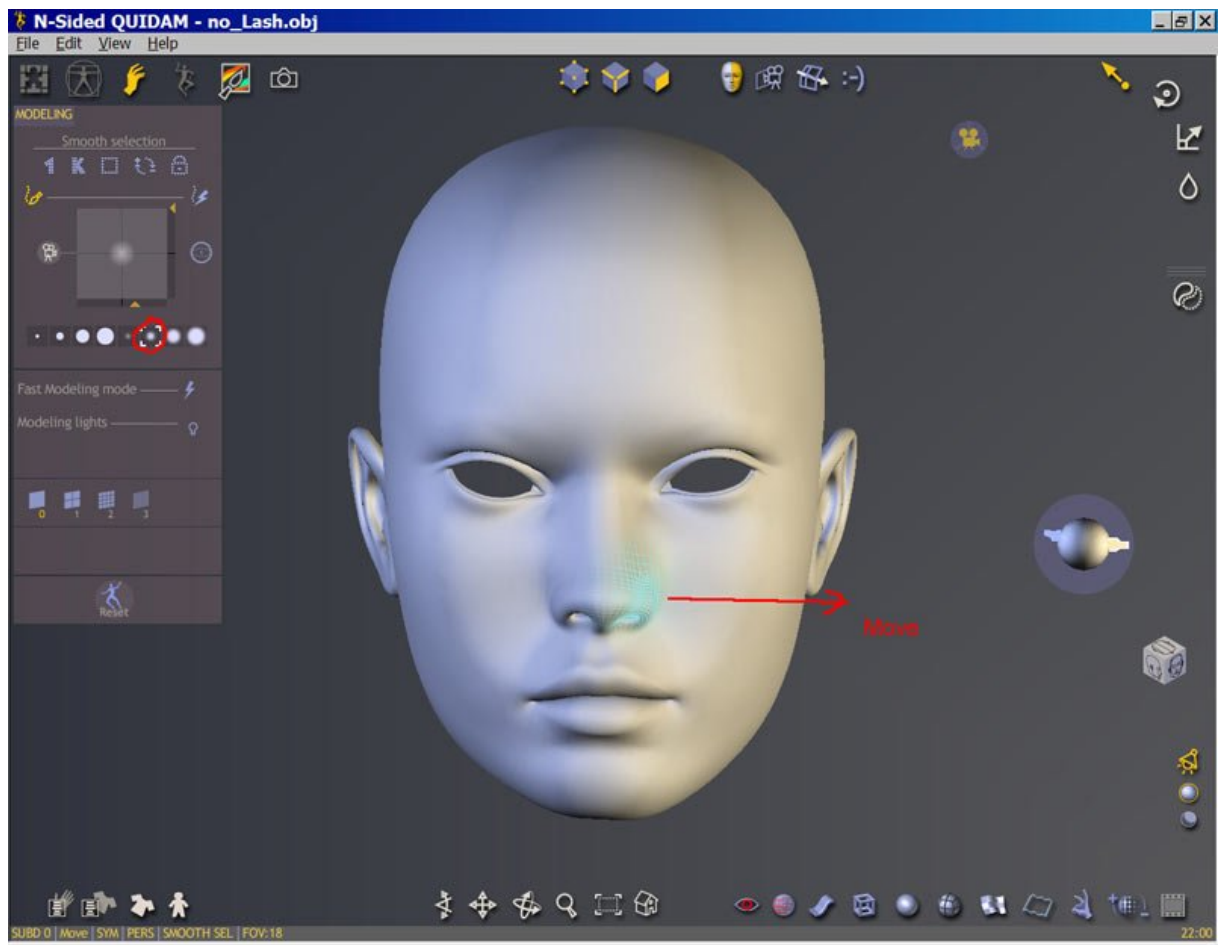 N-Sided QUIDAM - no_Lash.obj
File Edit View Help
:-)
MODELING
Smooth selection
1 K
Fast Modeling mode
Modeling lights
0 1 2 3
Reset
Move
SUBD 0 | Move | SYM | PERS | SMOOTH SEL | FOV:18
22:00